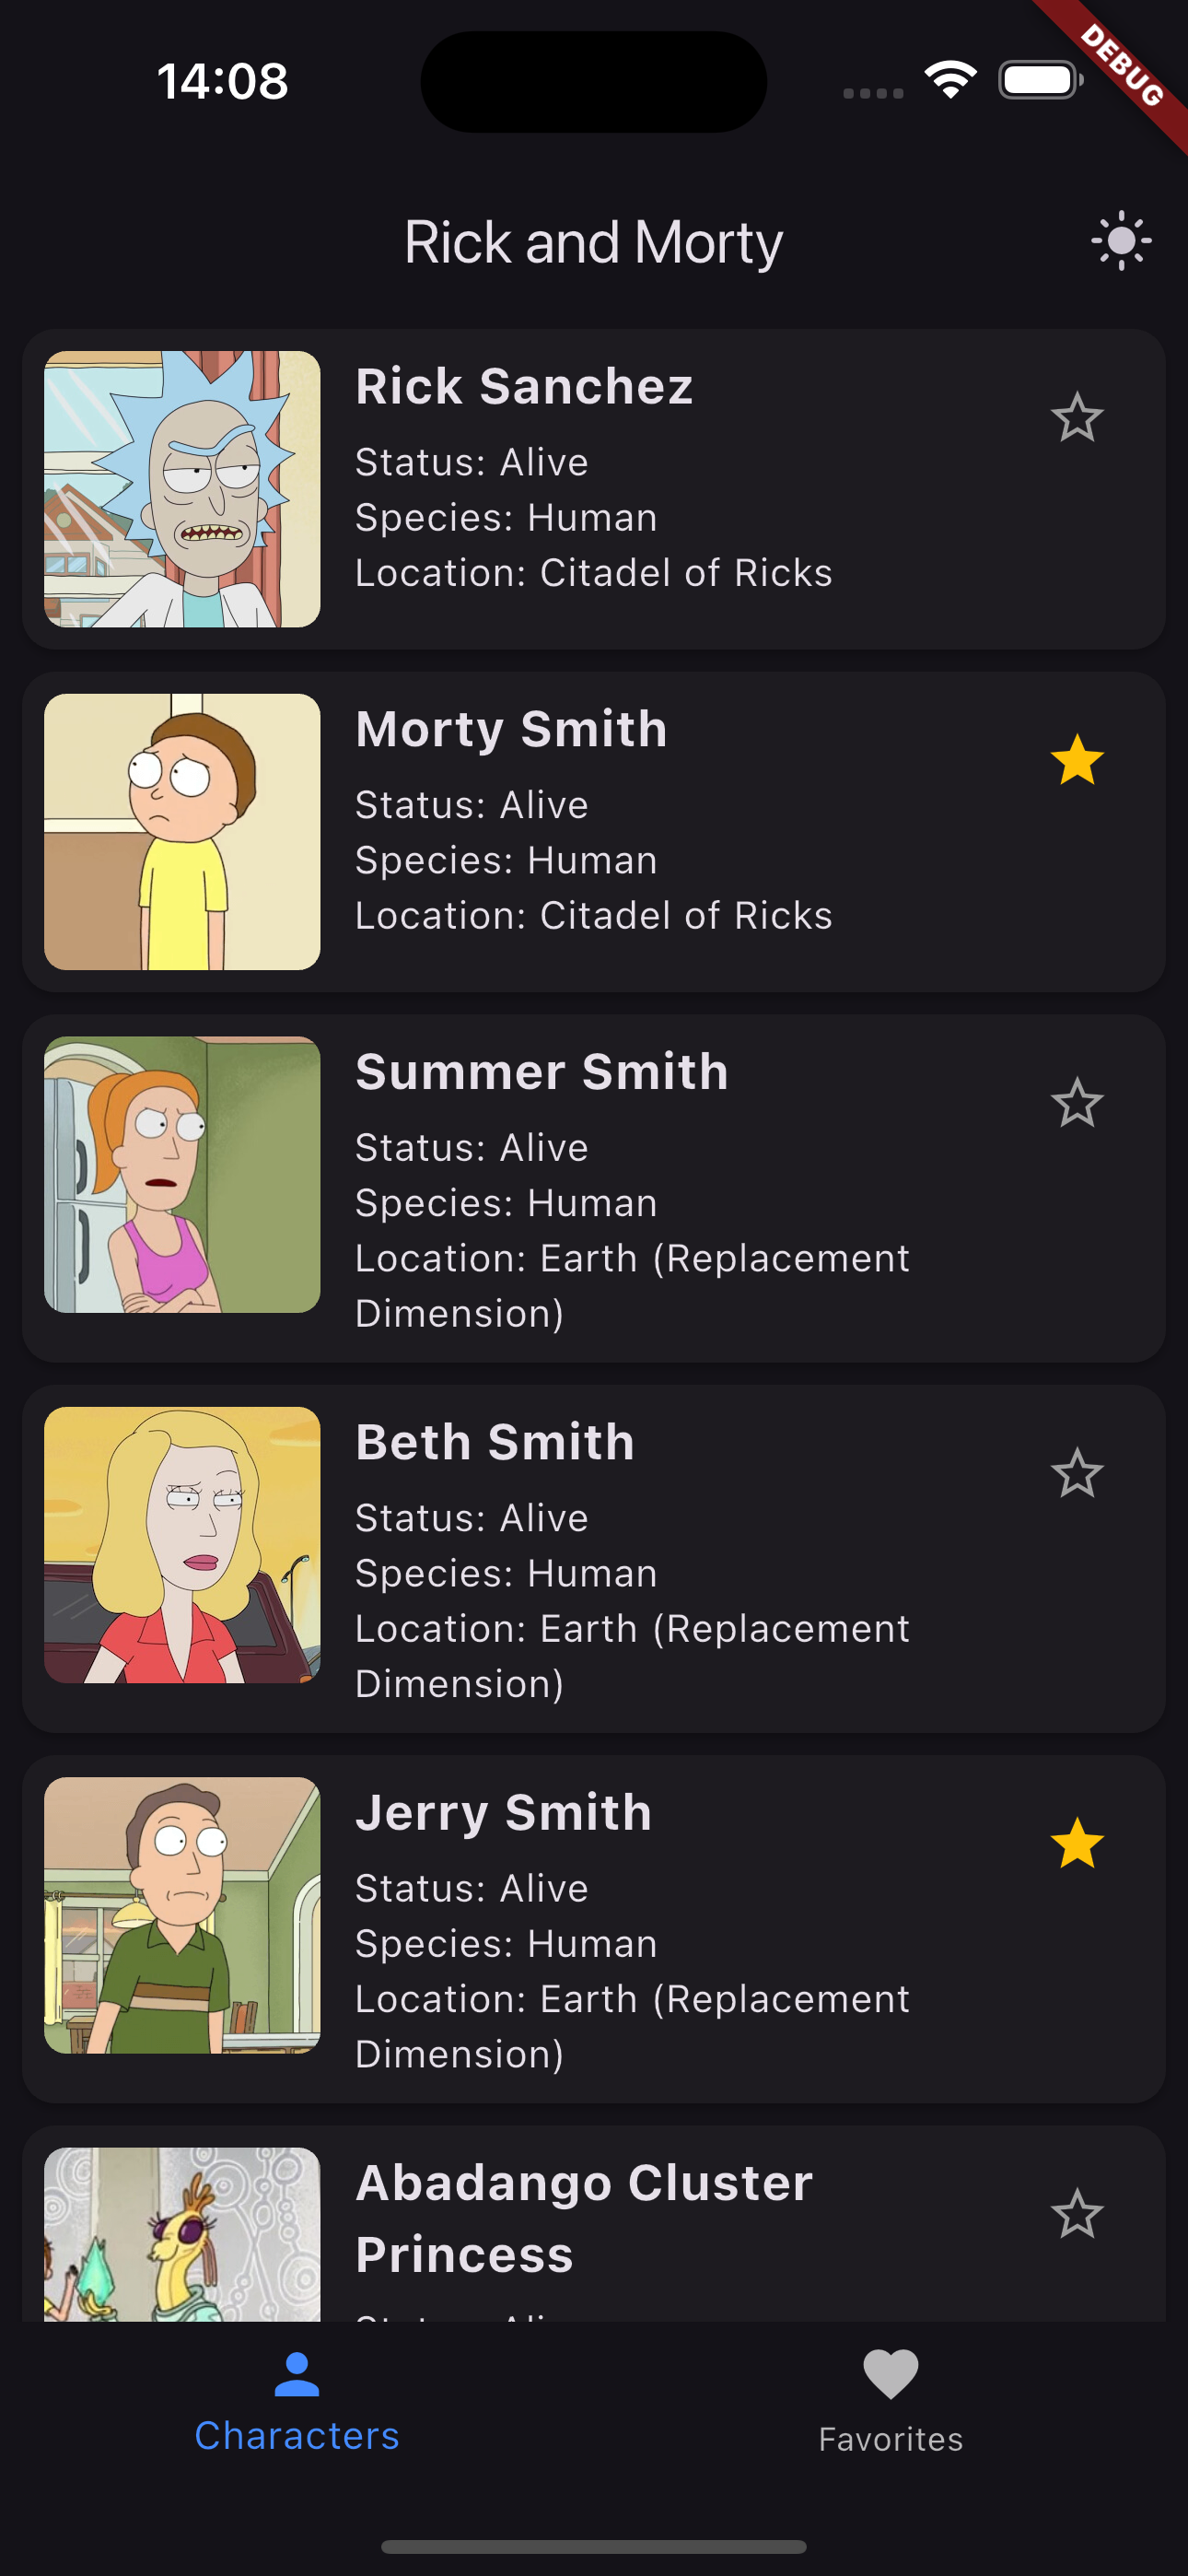 14:08
DEBUG
Rick and Morty
Rick Sanchez
Status: Alive
Species: Human
Location: Citadel of Ricks
Morty Smith
Status: Alive
Species: Human
Location: Citadel of Ricks
Summer Smith
Status: Alive
Species: Human
Location: Earth (Replacement
Dimension)
Beth Smith
Status: Alive
Species: Human
Location: Earth (Replacement
Dimension)
Jerry Smith
Status: Alive
Species: Human
Location: Earth (Replacement
Dimension)
Abadango Cluster
Princess
Characters
Favorites